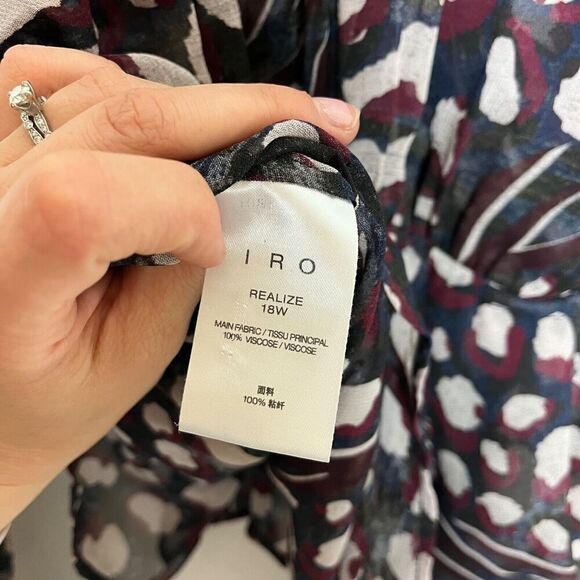 IRO
REALIZE
18W
MAIN FABRIC / TISSU PRINCIPAL
100% VISCOSE / VISCOSE
面料
100% 粘纤